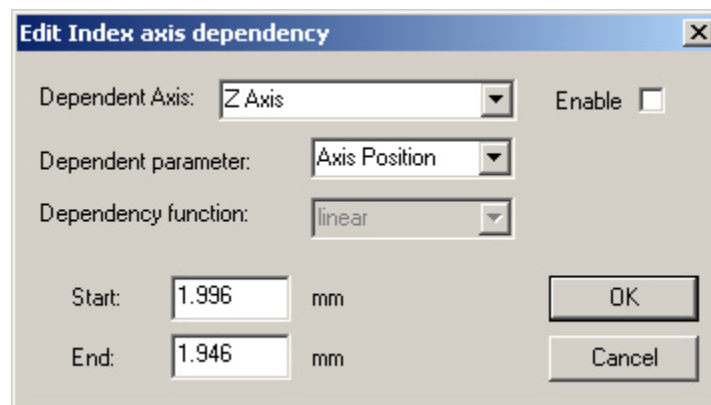 Edit Index axis dependency
Dependent Axis: Z Axis Enable
Dependent parameter: Axis Position
Dependency function: linear
Start: 1.996 mm OK
End: 1.946 mm Cancel